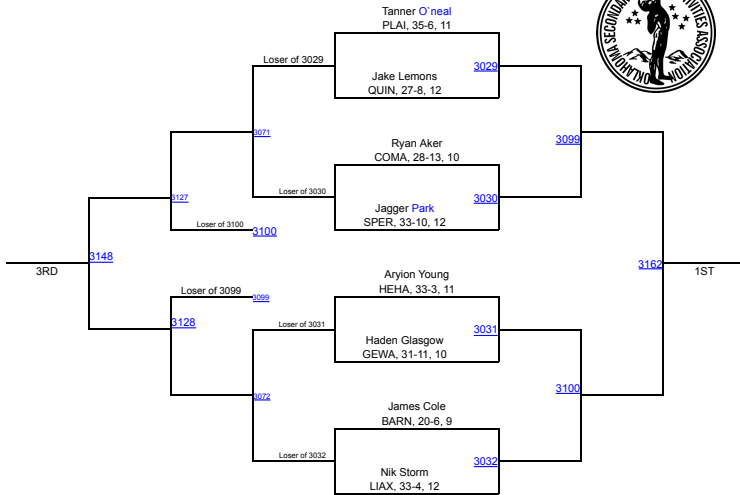 Tanner O`neal
PLAI, 35-6, 11
Loser of 3029
3029
Jake Lemons
QUIN, 27-8, 12
3071
3099
Ryan Aker
COMA, 28-13, 10
Loser of 3030
3030
3127
Jagger Park
SPER, 33-10, 12
Loser of 3100
3100
3148
3162
3RD
1ST
Aryion Young
HEHA, 33-3, 11
Loser of 3099
3099
3128
Loser of 3031
3031
Haden Glasgow
GEWA, 31-11, 10
3072
3100
James Cole
BARN, 20-6, 9
Loser of 3032
3032
Nik Storm
LIAX, 33-4, 12
OKLAHOMA SECONDAR
IVITIES ASSOCIATION